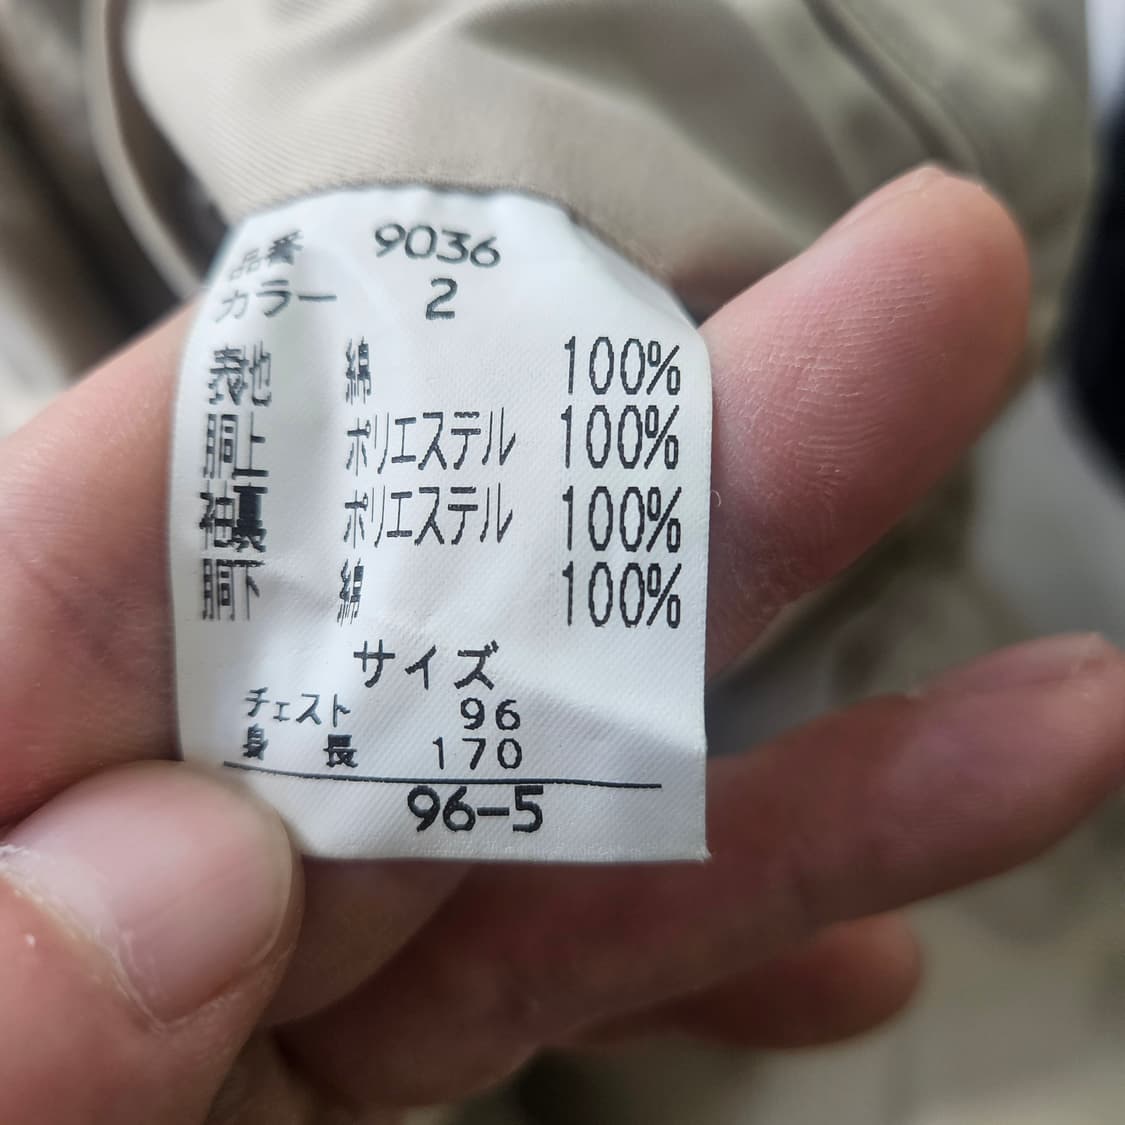 品番 9036
カラー 2
表地 綿 100%
胴上 ポリエステル 100%
袖裏 ポリエステル 100%
胴下 綿 100%
サイズ
チェスト 96
身長 170
96-5